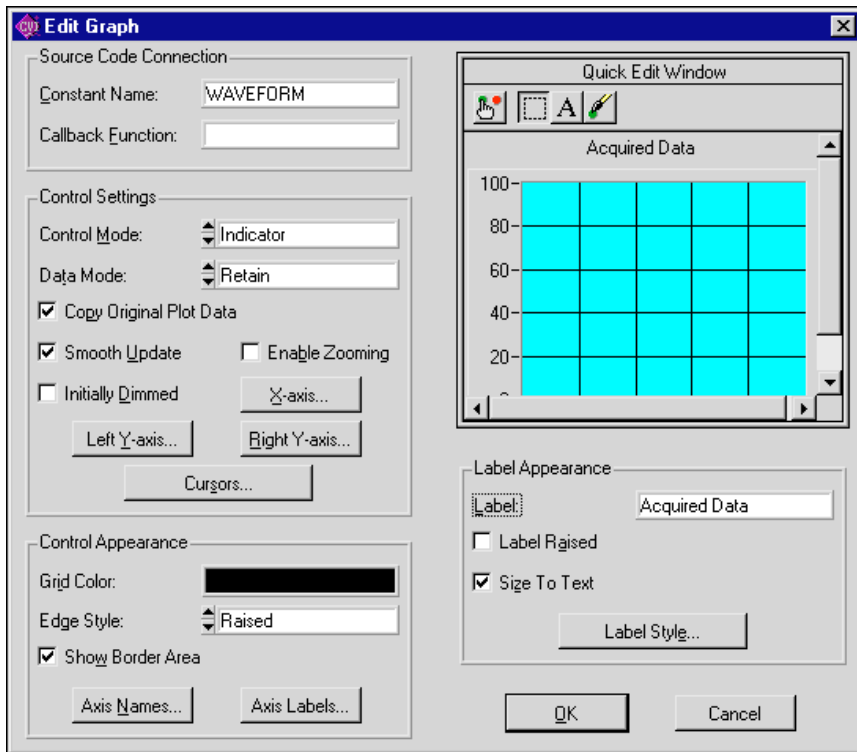 CVI Edit Graph
Source Code Connection
Constant Name: WAVEFORM
Callback Function:
Control Settings
Control Mode: Indicator
Data Mode: Retain
Copy Original Plot Data
Smooth Update Enable Zooming
Initially Dimmed X-axis...
Left Y-axis... Right Y-axis...
Cursors...
Control Appearance
Grid Color:
Edge Style: Raised
Show Border Area
Axis Names... Axis Labels...
Quick Edit Window
A
Acquired Data
100
80
60
40
20
0
Label Appearance
Label: Acquired Data
Label Raised
Size To Text
Label Style...
OK Cancel